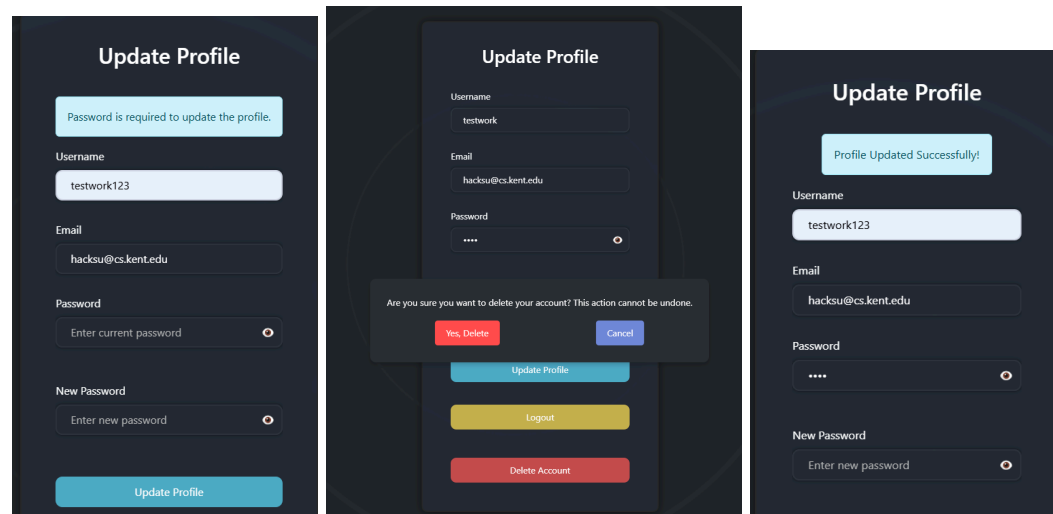 Update Profile
Password is required to update the profile.
Username
testwork123
Email
hacksu@cs.kent.edu
Password
Enter current password
New Password
Enter new password
Update Profile
Update Profile
Username
testwork
Email
hacksu@cs.kent.edu
Password
••••
Are you sure you want to delete your account? This action cannot be undone.
Yes, Delete
Cancel
Update Profile
Logout
Delete Account
Update Profile
Profile Updated Successfully!
Username
testwork123
Email
hacksu@cs.kent.edu
Password
••••
New Password
Enter new password